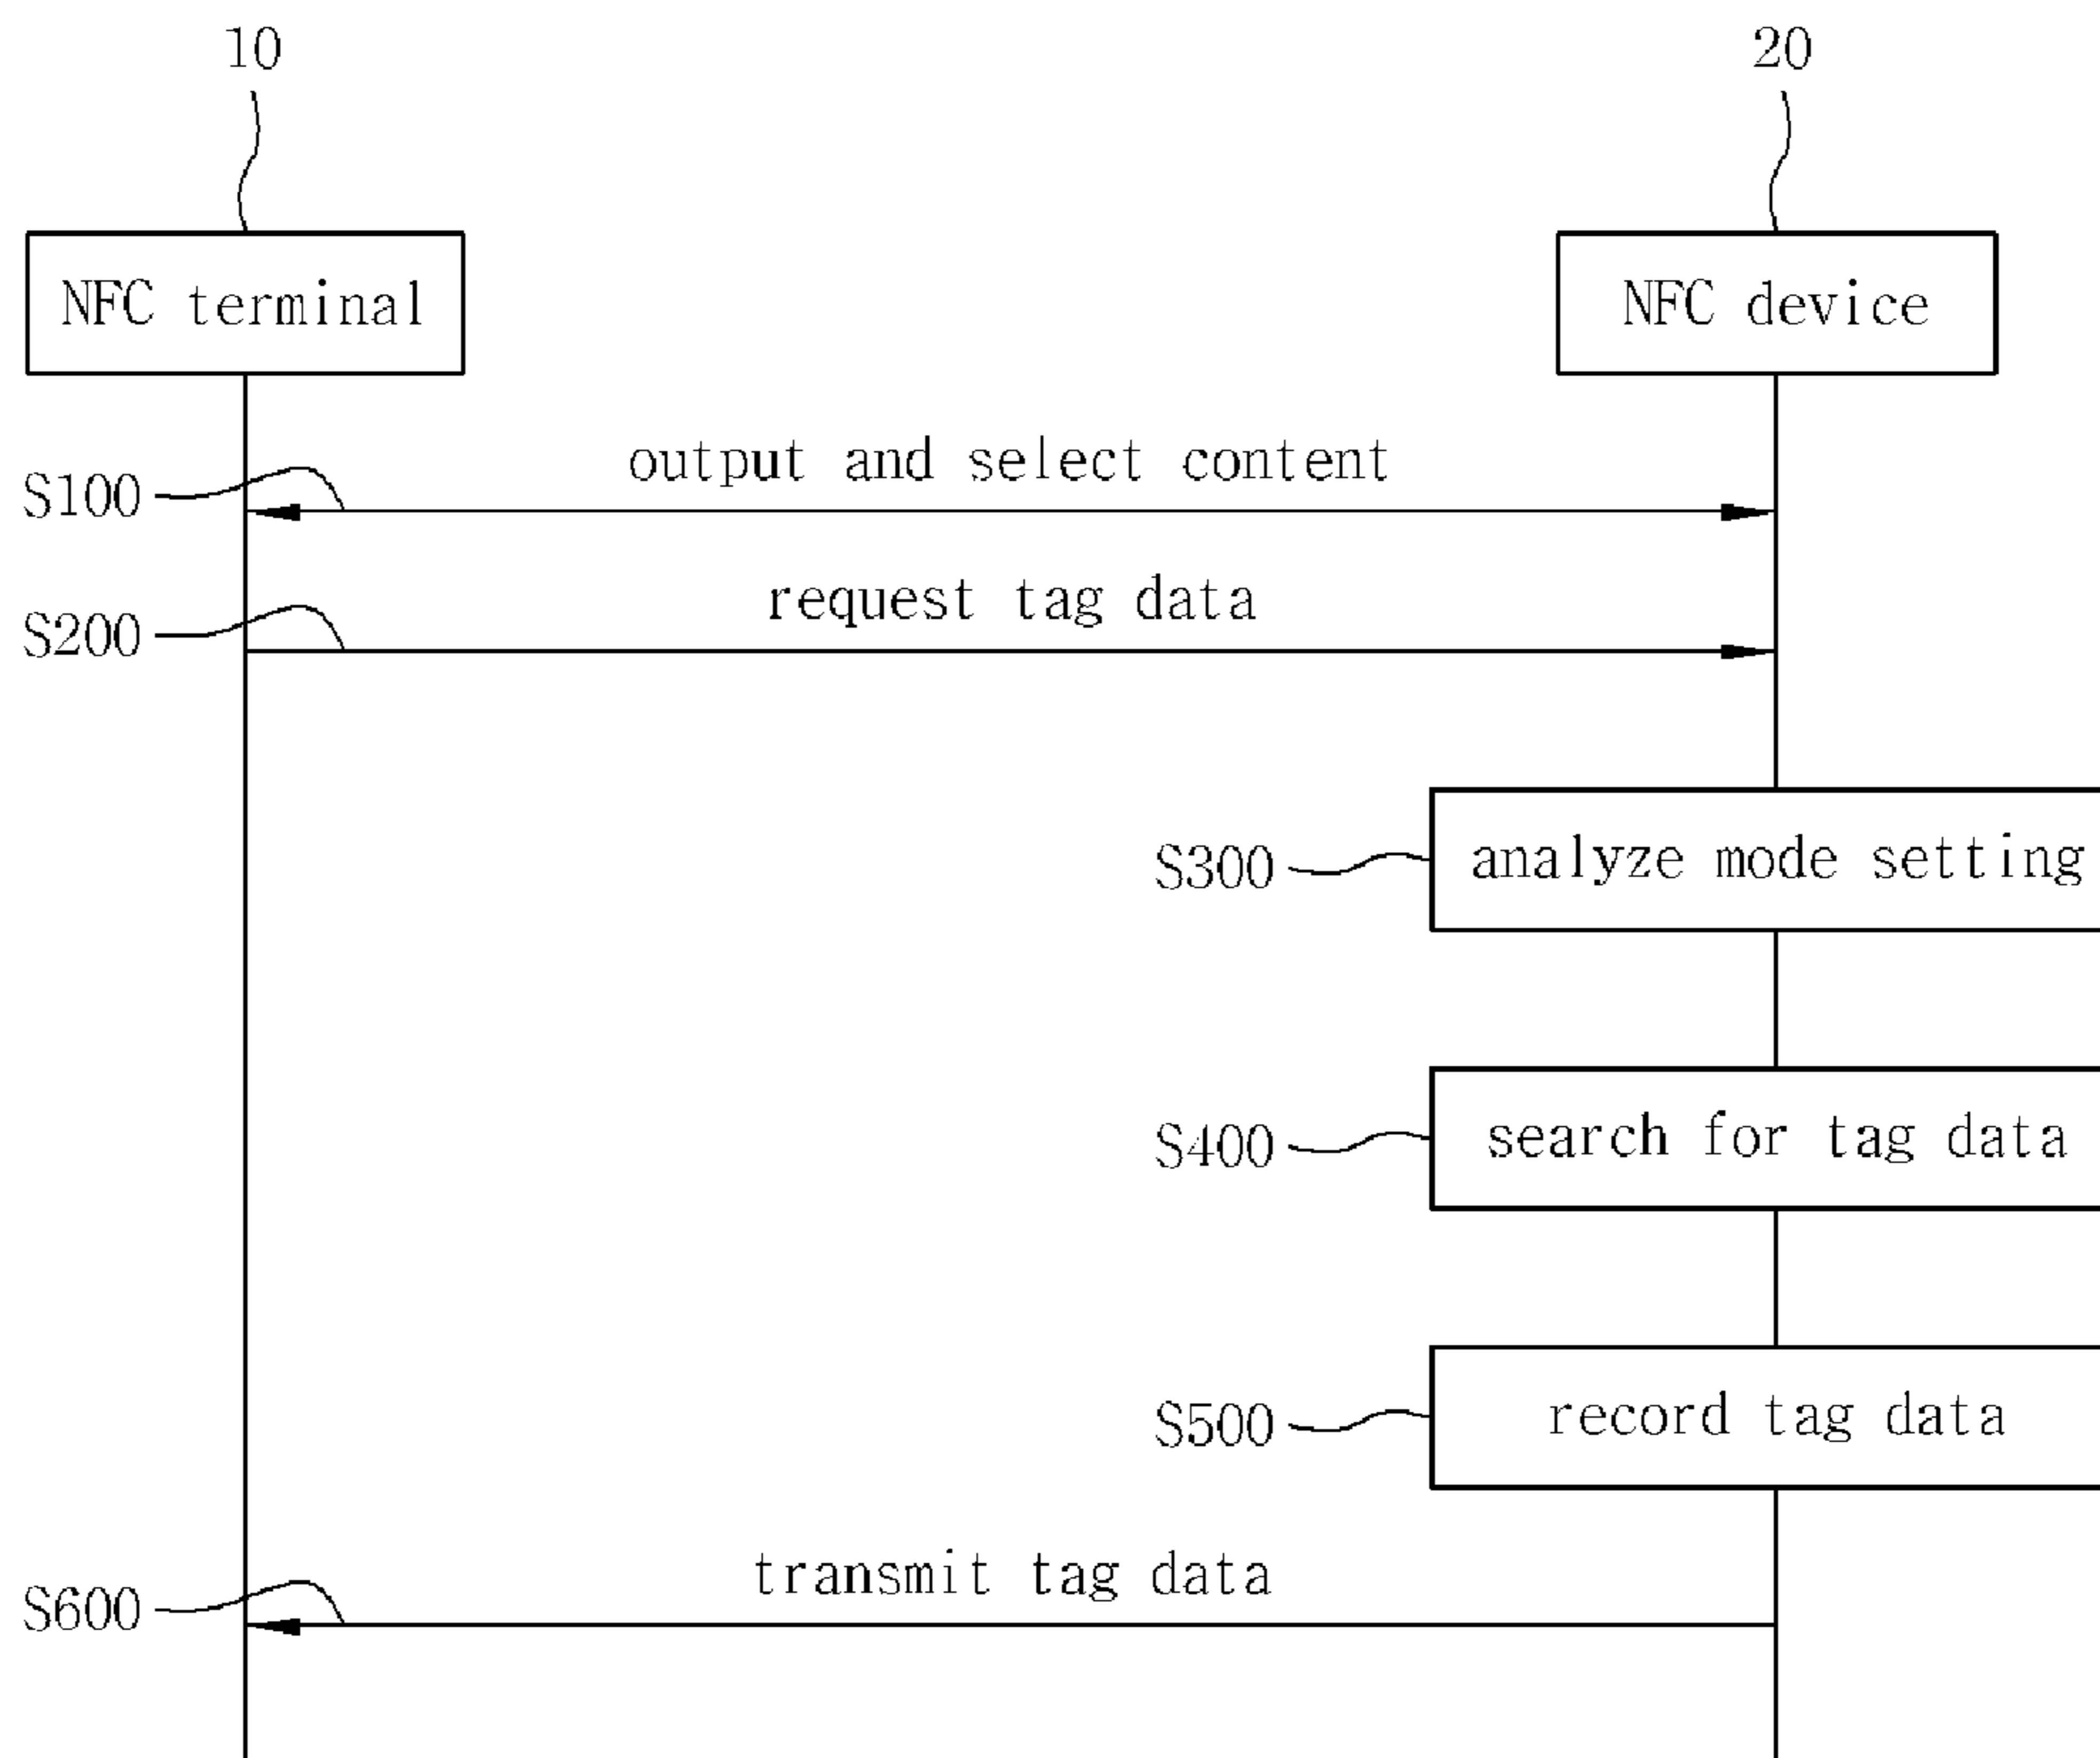 10
20
NFC terminal
NFC device
output and select content
S100
request tag data
S200
S300
analyze mode setting
S400
search for tag data
S500
record tag data
transmit tag data
S600